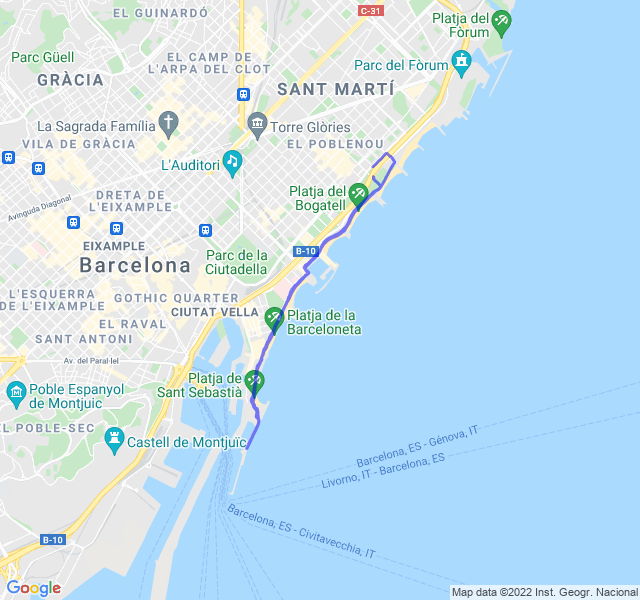 EL GUINARDÓ
C-31
Platja del
Fòrum
Parc Güell
EL CAMP DE
L'ARPA DEL CLOT
Parc del Fòrum
GRÀCIA
SANT MARTÍ
La Sagrada Família
Torre Glòries
VILA DE GRÀCIA
EL POBLENOU
L'Auditori
Avinguda Diagonal
DRETA DE
L'EIXAMPLE
Platja del
Bogatell
EIXAMPLE
B-10
Barcelona
Parc de la
Ciutadella
L'ESQUERRA
DE L'EIXAMPLE
GOTHIC QUARTER
CIUTAT VELLA
EL RAVAL
Platja de la
Barceloneta
SANT ANTONI
Av. del Paral·lel
Platja de
Sant Sebastià
Poble Espanyol
de Montjuic
EL POBLE-SEC
Castell de Montjuïc
Barcelona, ES - Génova, IT
Livorno, IT - Barcelona, ES
Barcelona, ES - Civitavecchia, IT
B-10
Google
Map data ©2022 Inst. Geogr. Nacional